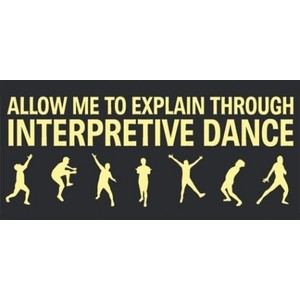 ALLOW ME TO EXPLAIN THROUGH
INTERPRETIVE DANCE